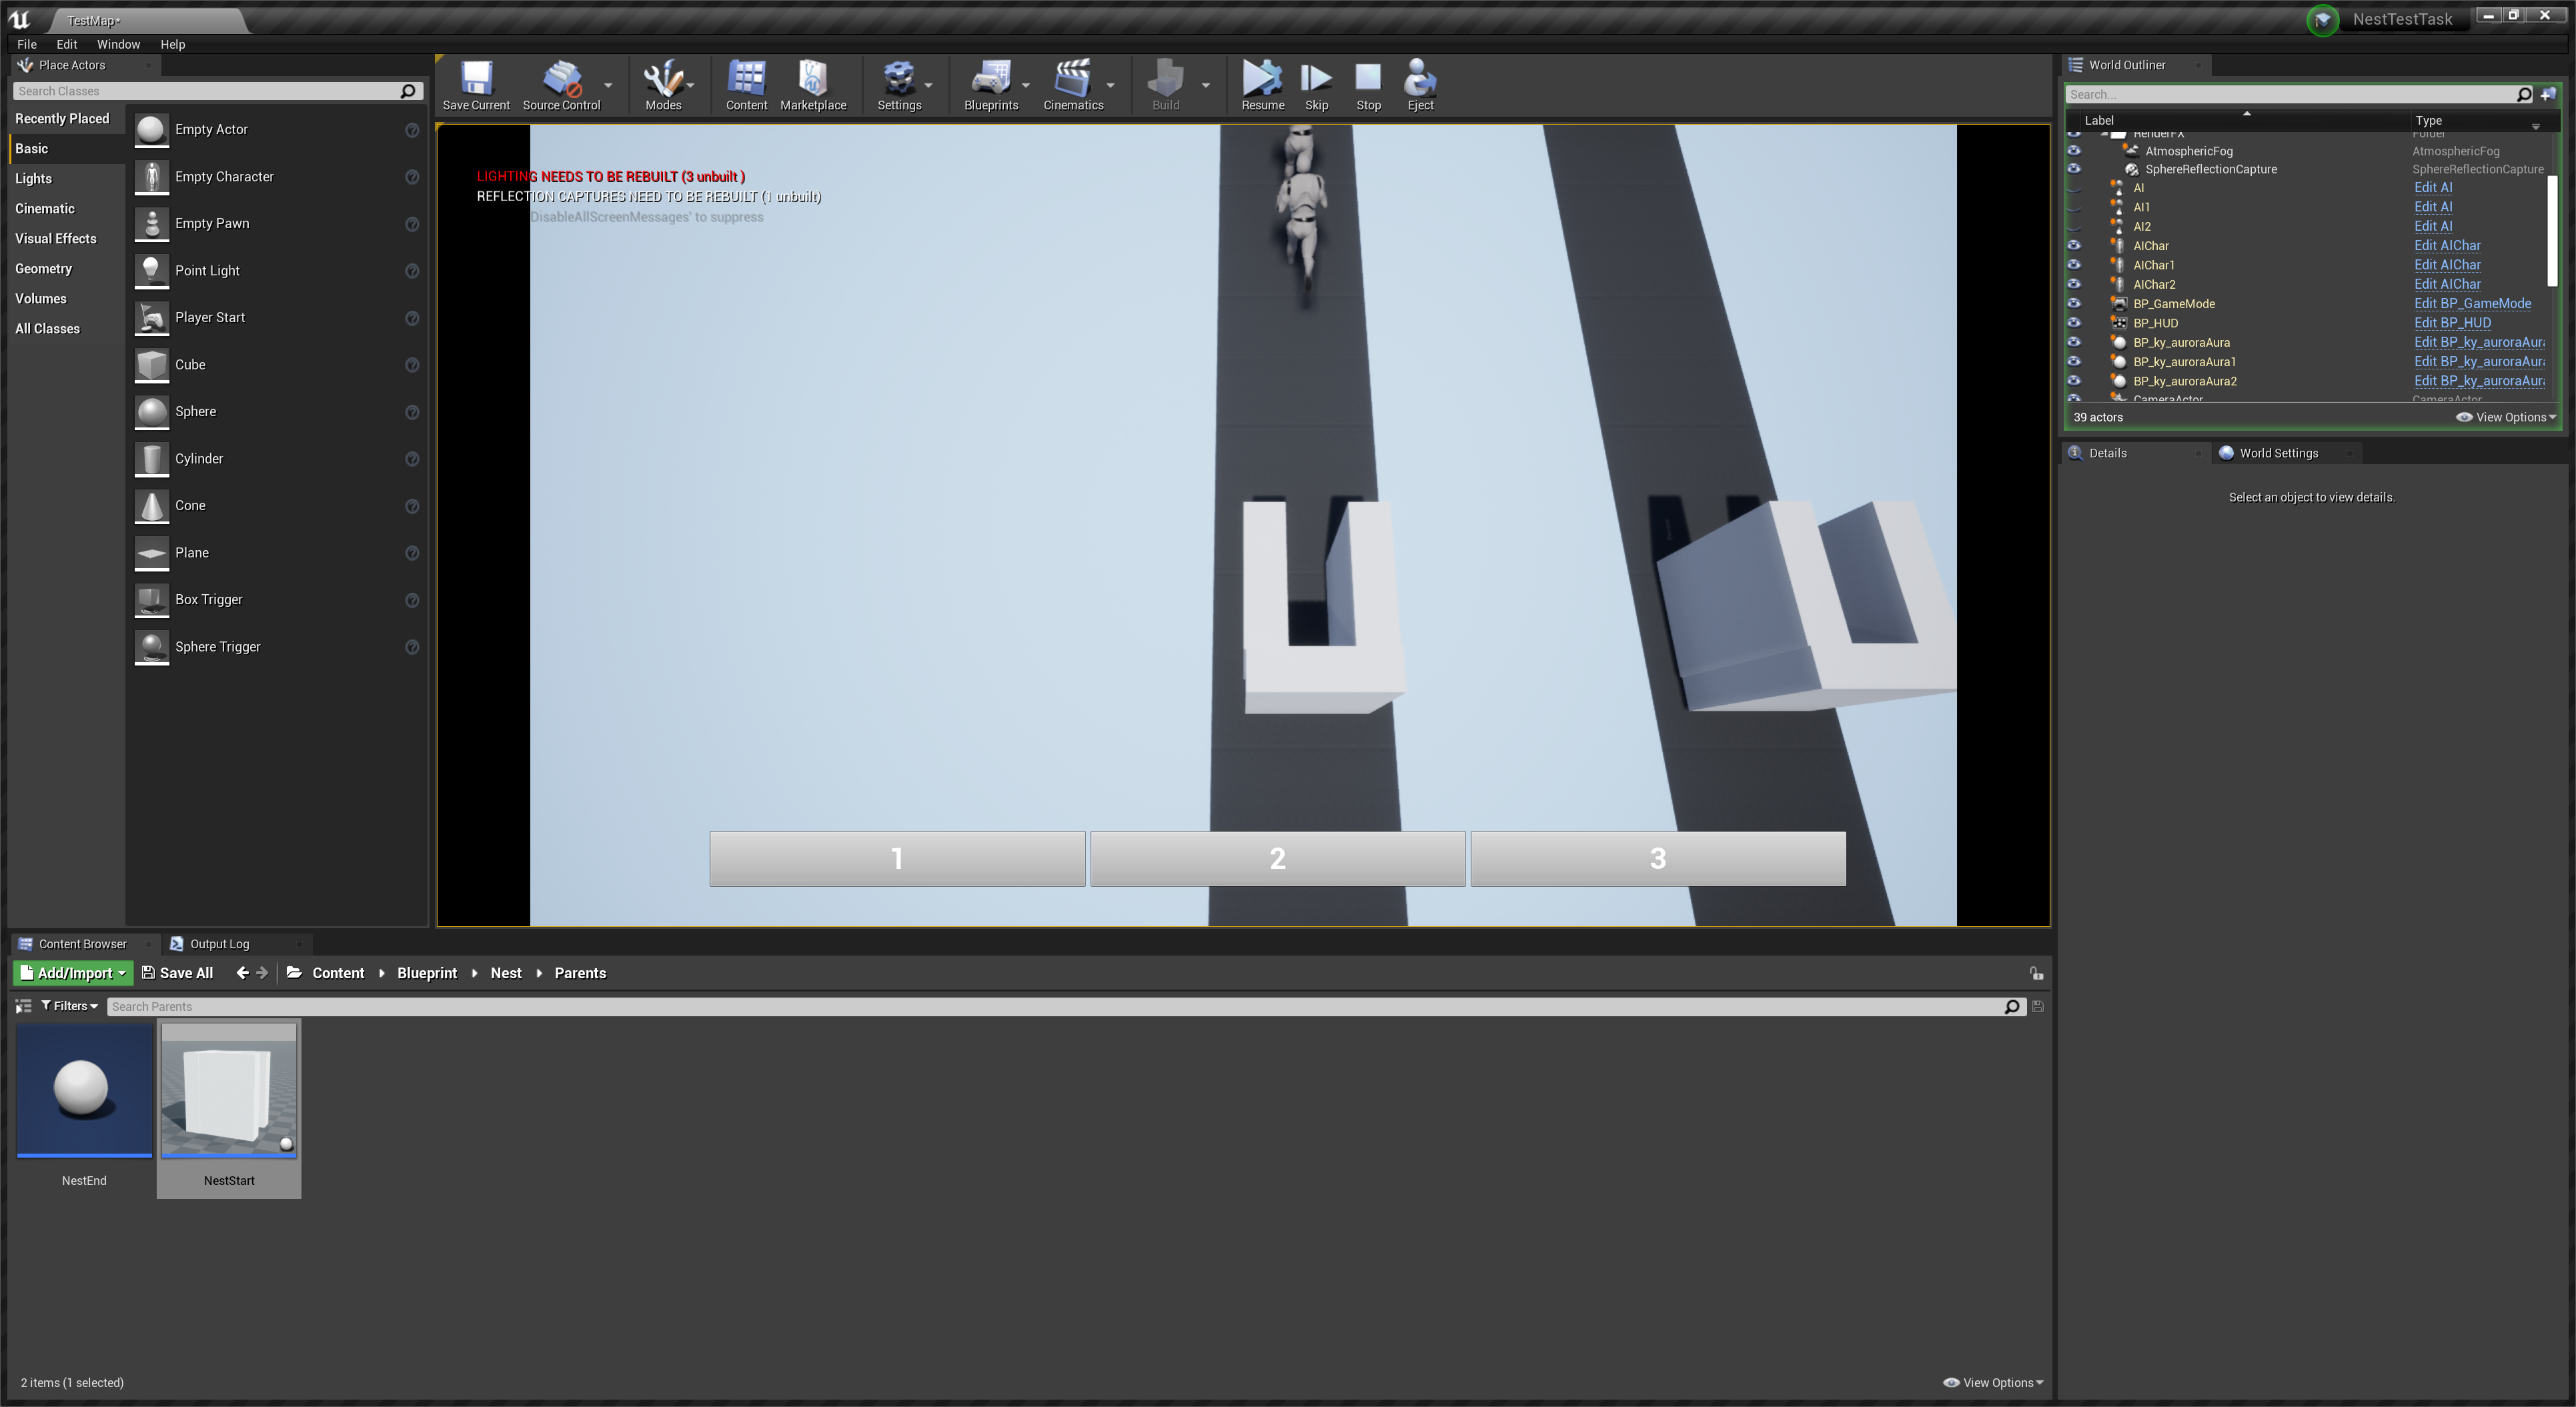 TestMap*
NestTestTask
File Edit Window Help
Place Actors
Search Classes
Recently Placed
Basic
Lights
Cinematic
Visual Effects
Geometry
Volumes
All Classes
Empty Actor
Empty Character
Empty Pawn
Point Light
Player Start
Cube
Sphere
Cylinder
Cone
Plane
Box Trigger
Sphere Trigger
Save Current Source Control Modes Content Marketplace Settings Blueprints Cinematics Build Resume Skip Stop Eject
LIGHTING NEEDS TO BE REBUILT (3 unbuilt )
REFLECTION CAPTURES NEED TO BE REBUILT (1 unbuilt)
DisableAllScreenMessages' to suppress
1 2 3
World Outliner
Search...
Label Type
RenderFX Folder
AtmosphericFog AtmosphericFog
SphereReflectionCapture SphereReflectionCapture
AI Edit AI
AI1 Edit AI
AI2 Edit AI
AIChar Edit AIChar
AIChar1 Edit AIChar
AIChar2 Edit AIChar
BP_GameMode Edit BP_GameMode
BP_HUD Edit BP_HUD
BP_ky_auroraAura Edit BP_ky_auroraAura
BP_ky_auroraAura1 Edit BP_ky_auroraAura
BP_ky_auroraAura2 Edit BP_ky_auroraAura
CameraActor CameraActor
39 actors View Options
Details World Settings
Select an object to view details.
Content Browser Output Log
Add/Import Save All Content Blueprint Nest Parents
Filters Search Parents
NestEnd NestStart
2 items (1 selected) View Options